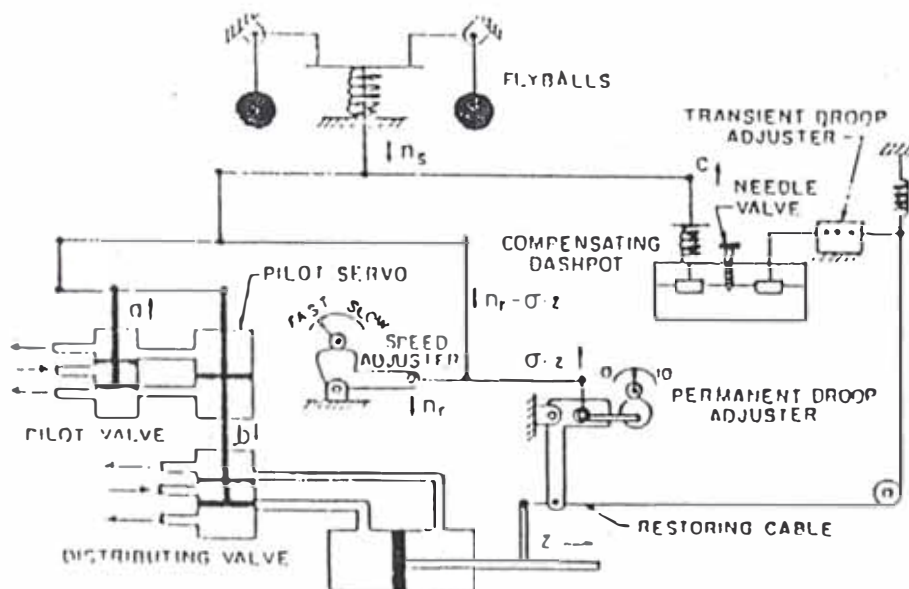 FLYBALLS
TRANSIENT DROOP
ADJUSTER
n_s
C
NEEDLE
VALVE
COMPENSATING
DASHPOT
PILOT SERVO
a
FAST
SLOW
SPEED
ADJUSTER
n_r - σ·z
σ·z
0
10
n_r
PERMANENT DROOP
ADJUSTER
PILOT VALVE
b
RESTORING CABLE
z
DISTRIBUTING VALVE